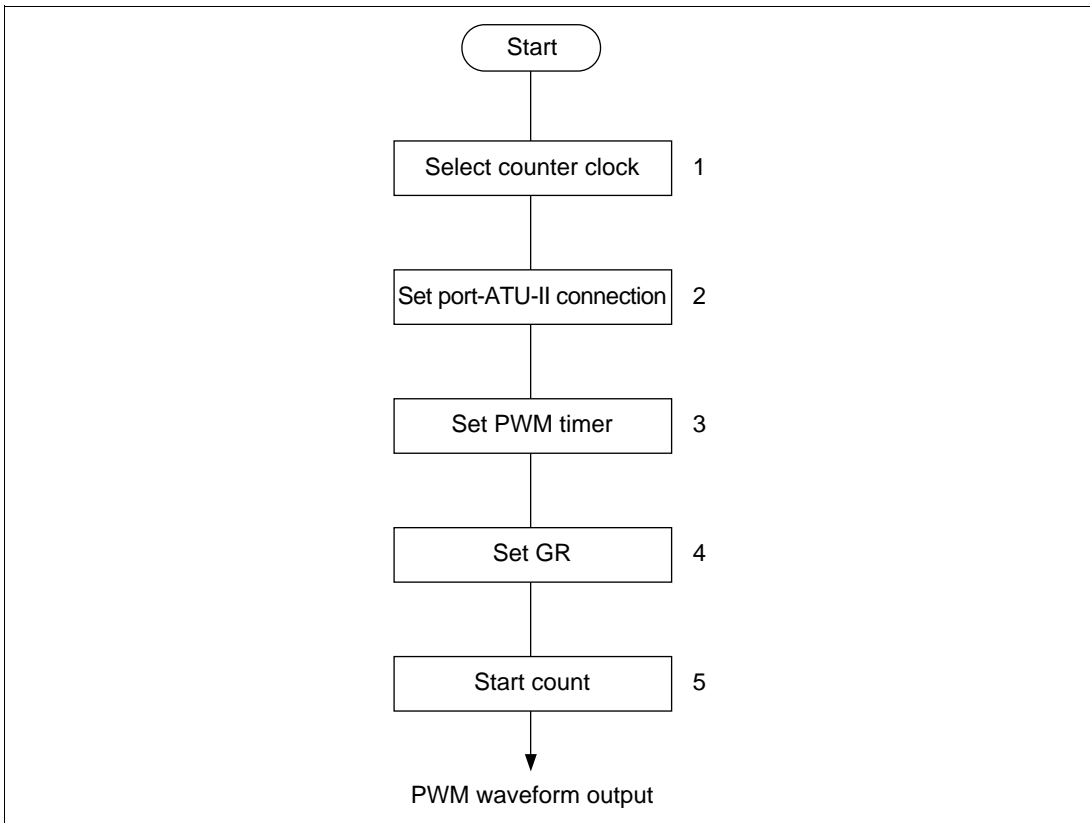 Start
Select counter clock 1
Set port-ATU-II connection 2
Set PWM timer 3
Set GR 4
Start count 5
PWM waveform output